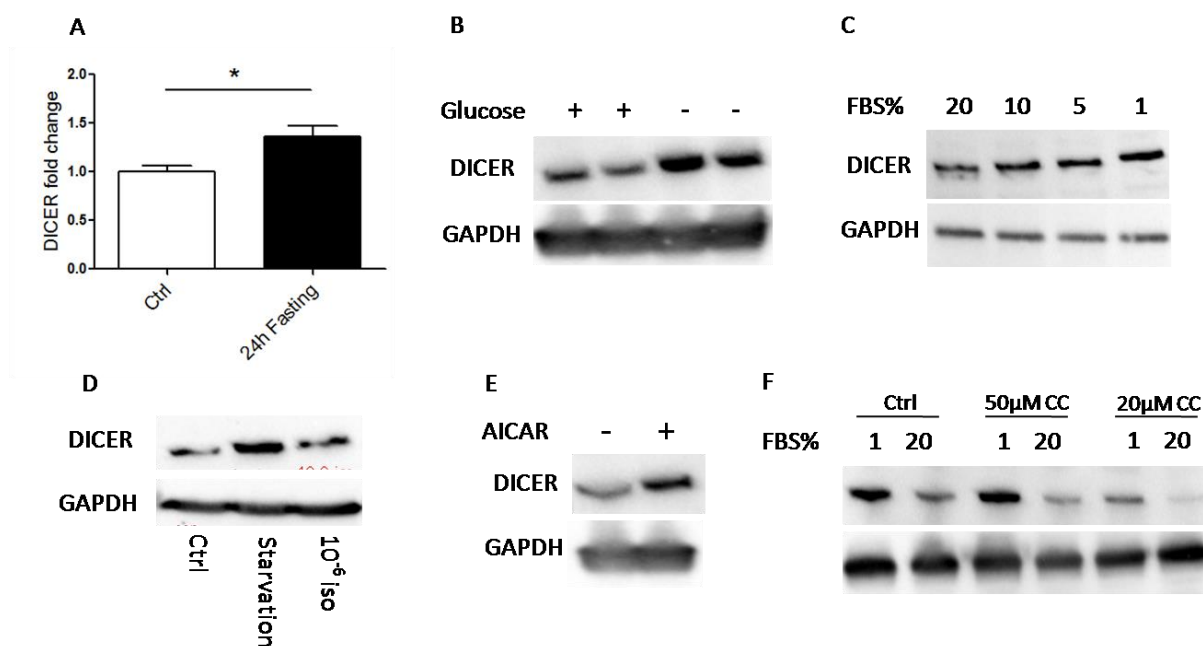 A
DICER fold change
2.0
1.5
1.0
0.5
0.0
*
Ctrl
24h Fasting
B
Glucose + + - -
DICER
GAPDH
C
FBS% 20 10 5 1
DICER
GAPDH
D
DICER
GAPDH
Ctrl
Starvation
10⁻⁶ iso
E
AICAR - +
DICER
GAPDH
F
Ctrl 50µM CC 20µM CC
FBS% 1 20 1 20 1 20